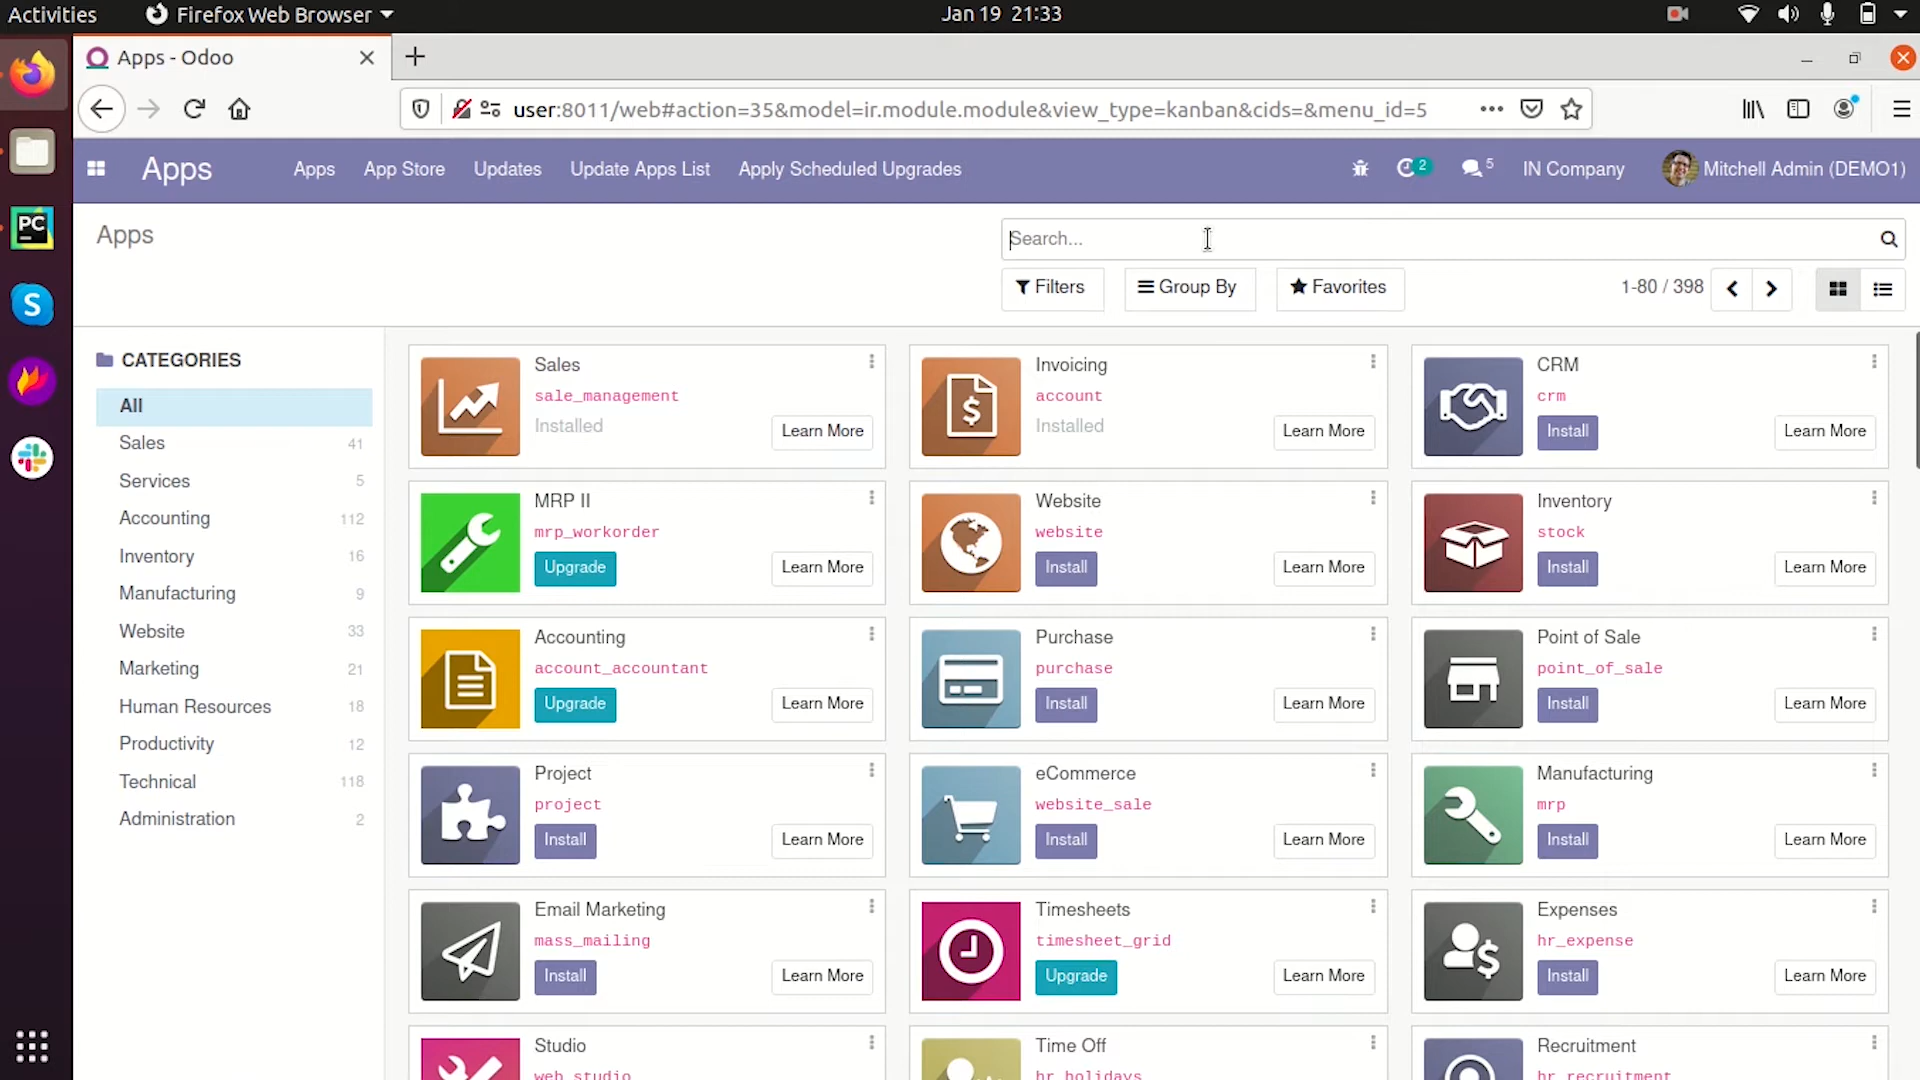 Activities
Firefox Web Browser
Jan 19 21:33
Apps - Odoo
user:8011/web#action=35&model=ir.module.module&view_type=kanban&cids=&menu_id=5
Apps
Apps
App Store
Updates
Update Apps List
Apply Scheduled Upgrades
2
5
IN Company
Mitchell Admin (DEMO1)
Apps
Search...
Filters
Group By
Favorites
1-80 / 398
CATEGORIES
All
Sales 41
Services 5
Accounting 112
Inventory 16
Manufacturing 9
Website 33
Marketing 21
Human Resources 18
Productivity 12
Technical 118
Administration 2
Sales
sale_management
Installed
Learn More
Invoicing
account
Installed
Learn More
CRM
crm
Install
Learn More
MRP II
mrp_workorder
Upgrade
Learn More
Website
website
Install
Learn More
Inventory
stock
Install
Learn More
Accounting
account_accountant
Upgrade
Learn More
Purchase
purchase
Install
Learn More
Point of Sale
point_of_sale
Install
Learn More
Project
project
Install
Learn More
eCommerce
website_sale
Install
Learn More
Manufacturing
mrp
Install
Learn More
Email Marketing
mass_mailing
Install
Learn More
Timesheets
timesheet_grid
Upgrade
Learn More
Expenses
hr_expense
Install
Learn More
Studio
web_studio
Time Off
hr_holidays
Recruitment
hr_recruitment
PC
S